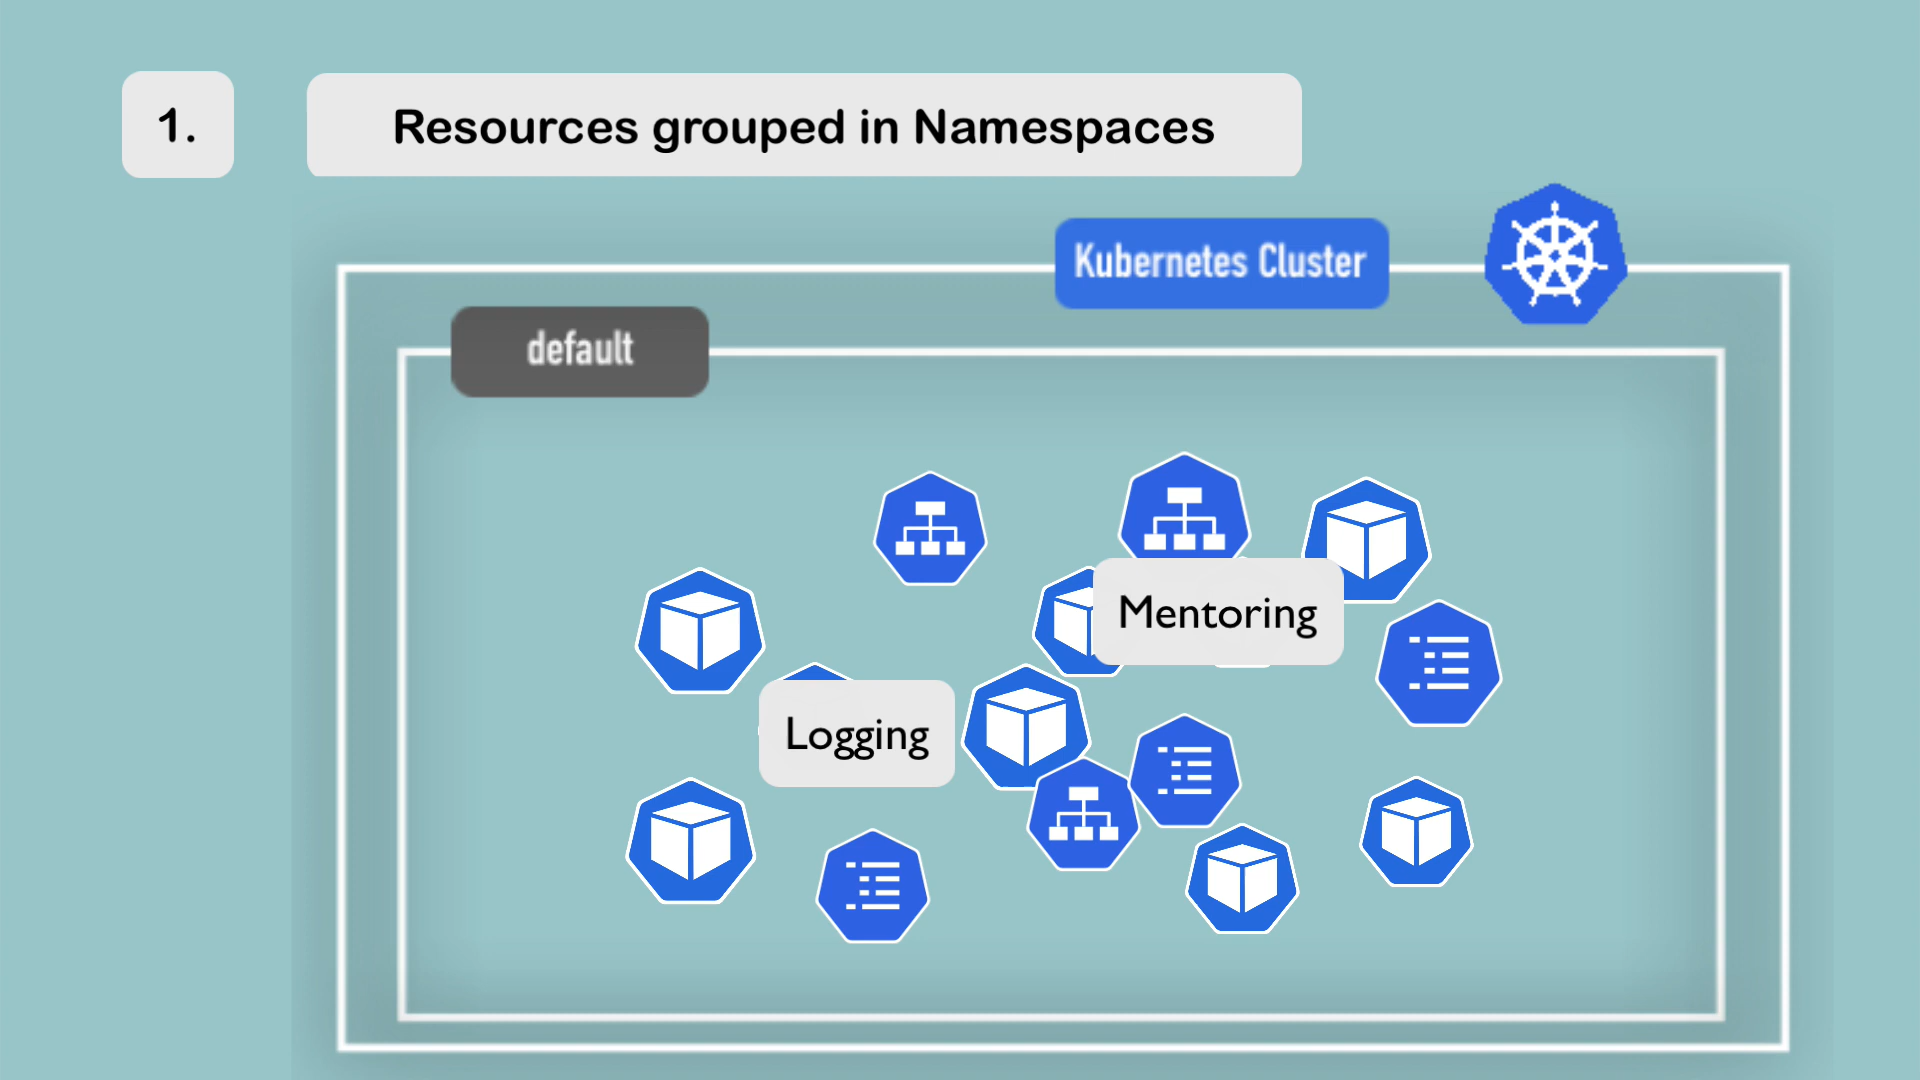 1.
Resources grouped in Namespaces
Kubernetes Cluster
default
Mentoring
Logging